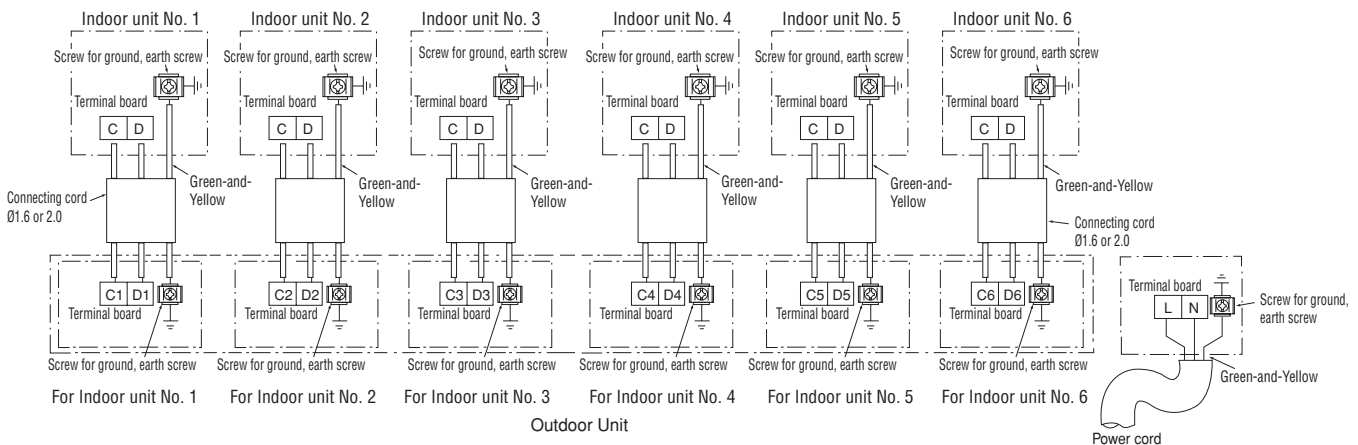 Indoor unit No. 1
Indoor unit No. 2
Indoor unit No. 3
Indoor unit No. 4
Indoor unit No. 5
Indoor unit No. 6
Screw for ground, earth screw
Screw for ground, earth screw
Screw for ground, earth screw
Screw for ground, earth screw
Screw for ground, earth screw
Screw for ground, earth screw
Terminal board
Terminal board
Terminal board
Terminal board
Terminal board
Terminal board
C D
C D
C D
C D
C D
C D
Connecting cord
Ø1.6 or 2.0
Green-and-
Yellow
Green-and-
Yellow
Green-and-
Yellow
Green-and-
Yellow
Green-and-
Yellow
Green-and-Yellow
Connecting cord
Ø1.6 or 2.0
C1 D1
C2 D2
C3 D3
C4 D4
C5 D5
C6 D6
Terminal board
Terminal board
Terminal board
Terminal board
Terminal board
Terminal board
Screw for ground, earth screw
Screw for ground, earth screw
Screw for ground, earth screw
Screw for ground, earth screw
Screw for ground, earth screw
Screw for ground, earth screw
For Indoor unit No. 1
For Indoor unit No. 2
For Indoor unit No. 3
For Indoor unit No. 4
For Indoor unit No. 5
For Indoor unit No. 6
Outdoor Unit
Terminal board
L N
Screw for ground,
earth screw
Green-and-Yellow
Power cord